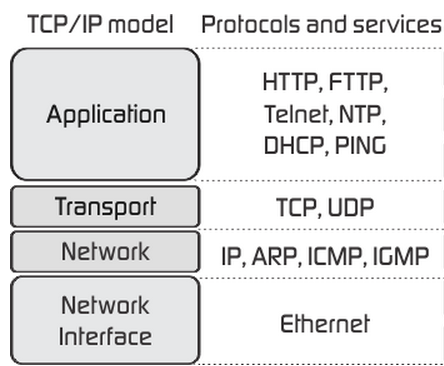 TCP/IP model Protocols and services
Application
HTTP, FTTP,
Telnet, NTP,
DHCP, PING
Transport
TCP, UDP
Network
IP, ARP, ICMP, IGMP
Network
Interface
Ethernet